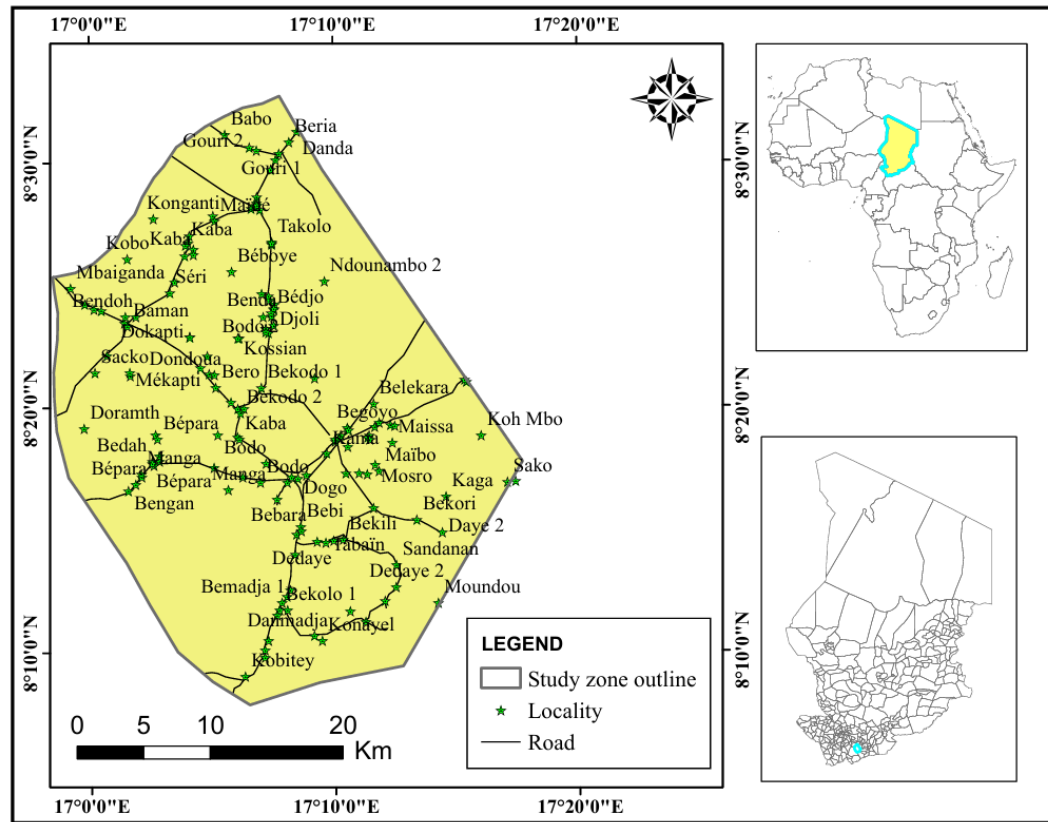 17°0'0"E 17°10'0"E 17°20'0"E
8°30'0"N
8°20'0"N
8°10'0"N
8°30'0"N
8°20'0"N
8°10'0"N
Babo
Beria
Gouri 2
Danda
Gouri 1
Konganti
Maïdé
Kaba
Kaba
Takolo
Kobo
Béboye
Ndounambo 2
Mbaiganda
Séri
Bendoh
Benda
Bédjo
Baman
Bodo 2
Djoli
Dokapti
Kossian
Sacko
Dondoua
Mékapti
Bero
Bekodo 1
Bekodo 2
Belekara
Doramth
Bépara
Kaba
Begoyo
Maissa
Koh Mbo
Kama
Bedah
Bodo
Maïbo
Manga
Bépara
Bépara
Manga
Bodo
Mosro
Sako
Kaga
Bengan
Dogo
Bebara
Bebi
Bekili
Bekori
Daye 2
Tabaïn
Sandanan
Dedaye
Dedaye 2
Bemadja 1
Bekolo 1
Moundou
Danmadja
Konayel
Kobitey
LEGEND
Study zone outline
Locality
Road
0 5 10 20
Km
17°0'0"E 17°10'0"E 17°20'0"E